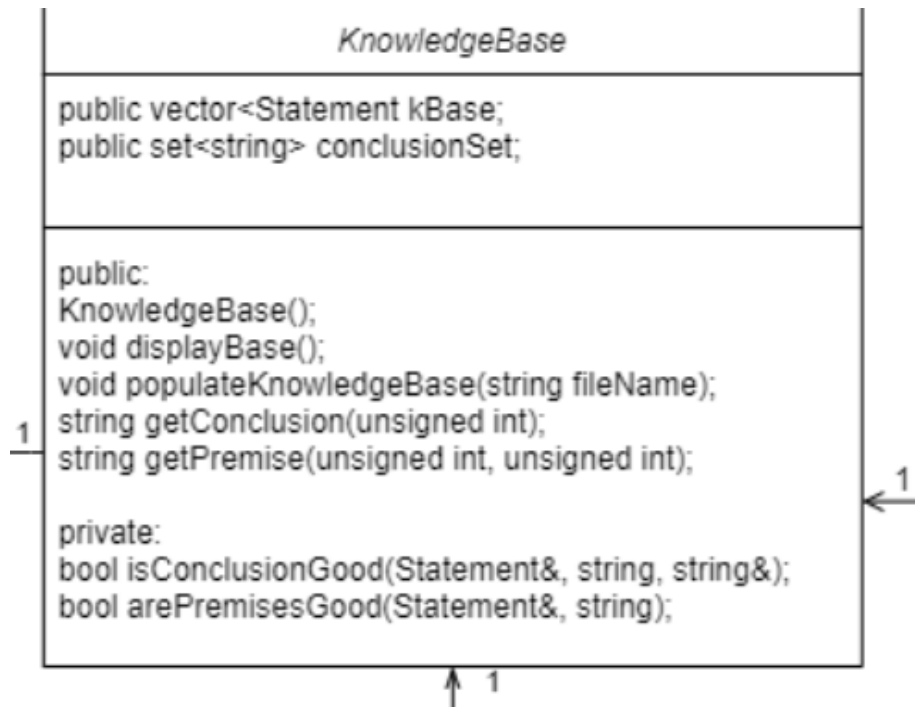 KnowledgeBase
public vector<Statement kBase;
public set<string> conclusionSet;
public:
KnowledgeBase();
void displayBase();
void populateKnowledgeBase(string fileName);
string getConclusion(unsigned int);
1
string getPremise(unsigned int, unsigned int);
1
private:
bool isConclusionGood(Statement&, string, string&);
bool arePremisesGood(Statement&, string);
1